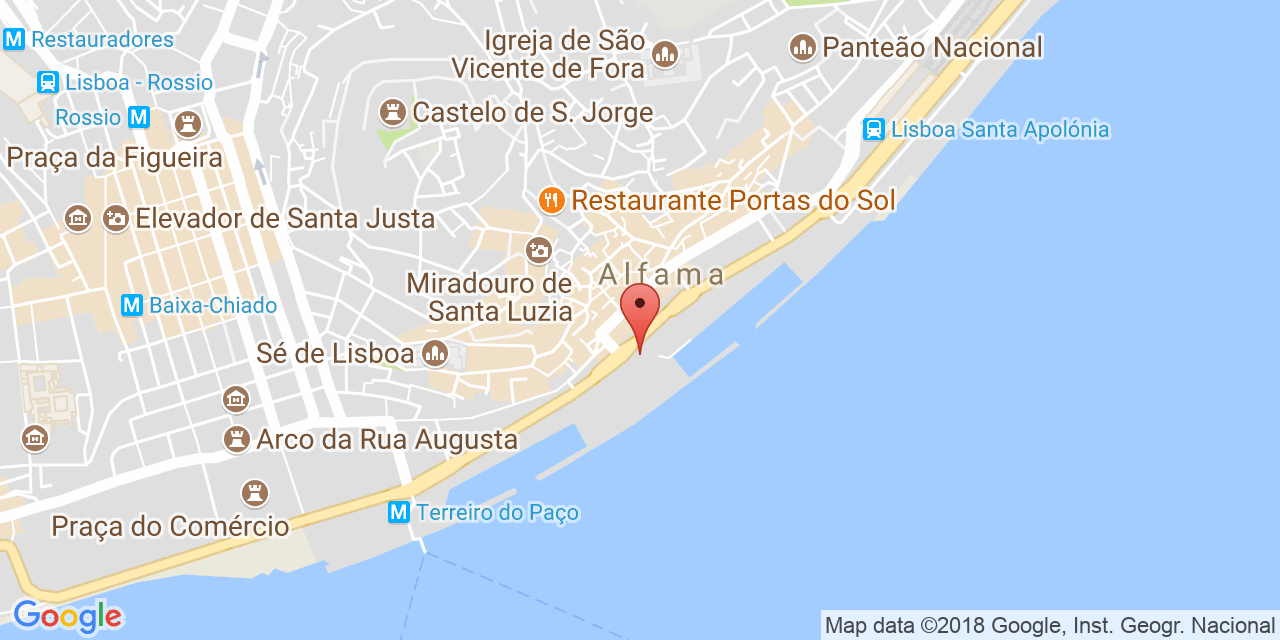 M Restauradores
Igreja de São
Vicente de Fora
Panteão Nacional
Lisboa - Rossio
Rossio M
Castelo de S. Jorge
Lisboa Santa Apolónia
Praça da Figueira
Restaurante Portas do Sol
Elevador de Santa Justa
Alfama
Miradouro de
Santa Luzia
M Baixa-Chiado
Sé de Lisboa
Arco da Rua Augusta
M Terreiro do Paço
Praça do Comércio
Google
Map data ©2018 Google, Inst. Geogr. Nacional